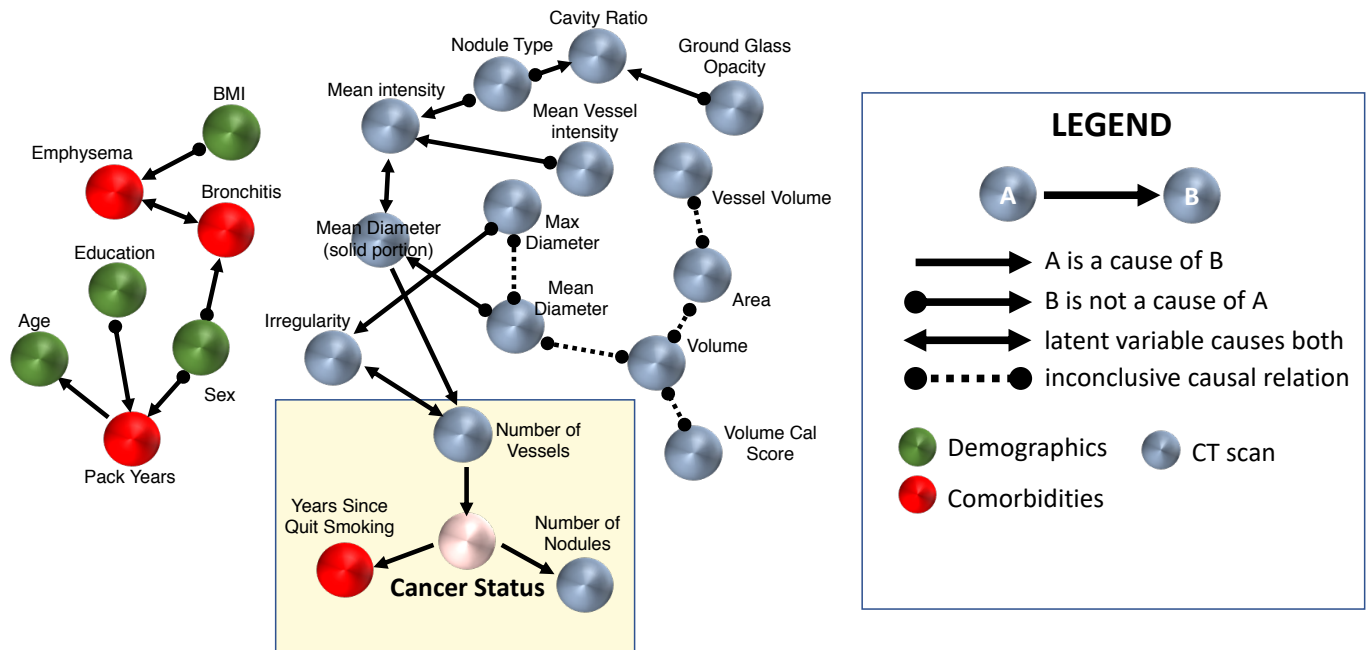 Cavity Ratio
Nodule Type
Ground Glass
Opacity
BMI
Mean intensity
Mean Vessel
intensity
Emphysema
Bronchitis
Vessel Volume
Mean Diameter
(solid portion)
Max
Diameter
Education
Mean
Diameter
Area
Age
Irregularity
Volume
Sex
Number of
Vessels
Volume Cal
Score
Pack Years
Years Since
Quit Smoking
Number of
Nodules
Cancer Status
LEGEND
A
B
A is a cause of B
B is not a cause of A
latent variable causes both
inconclusive causal relation
Demographics
CT scan
Comorbidities